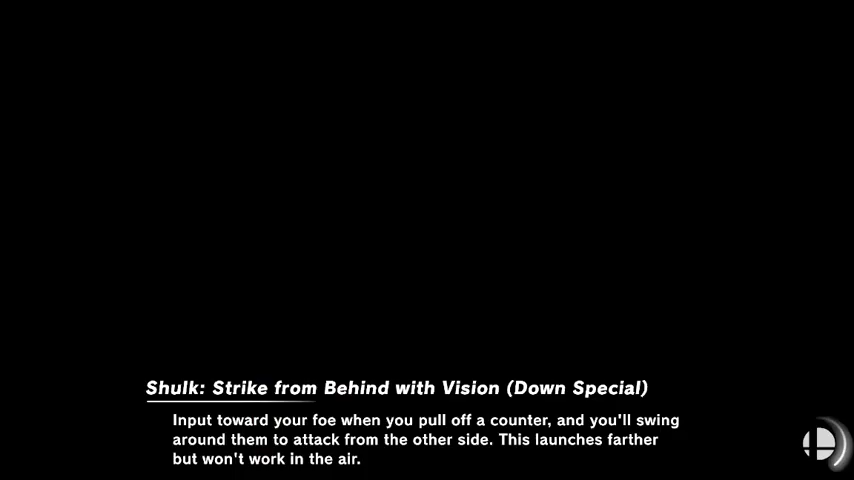 Shulk: Strike from Behind with Vision (Down Special)
Input toward your foe when you pull off a counter, and you'll swing
around them to attack from the other side. This launches farther
but won't work in the air.